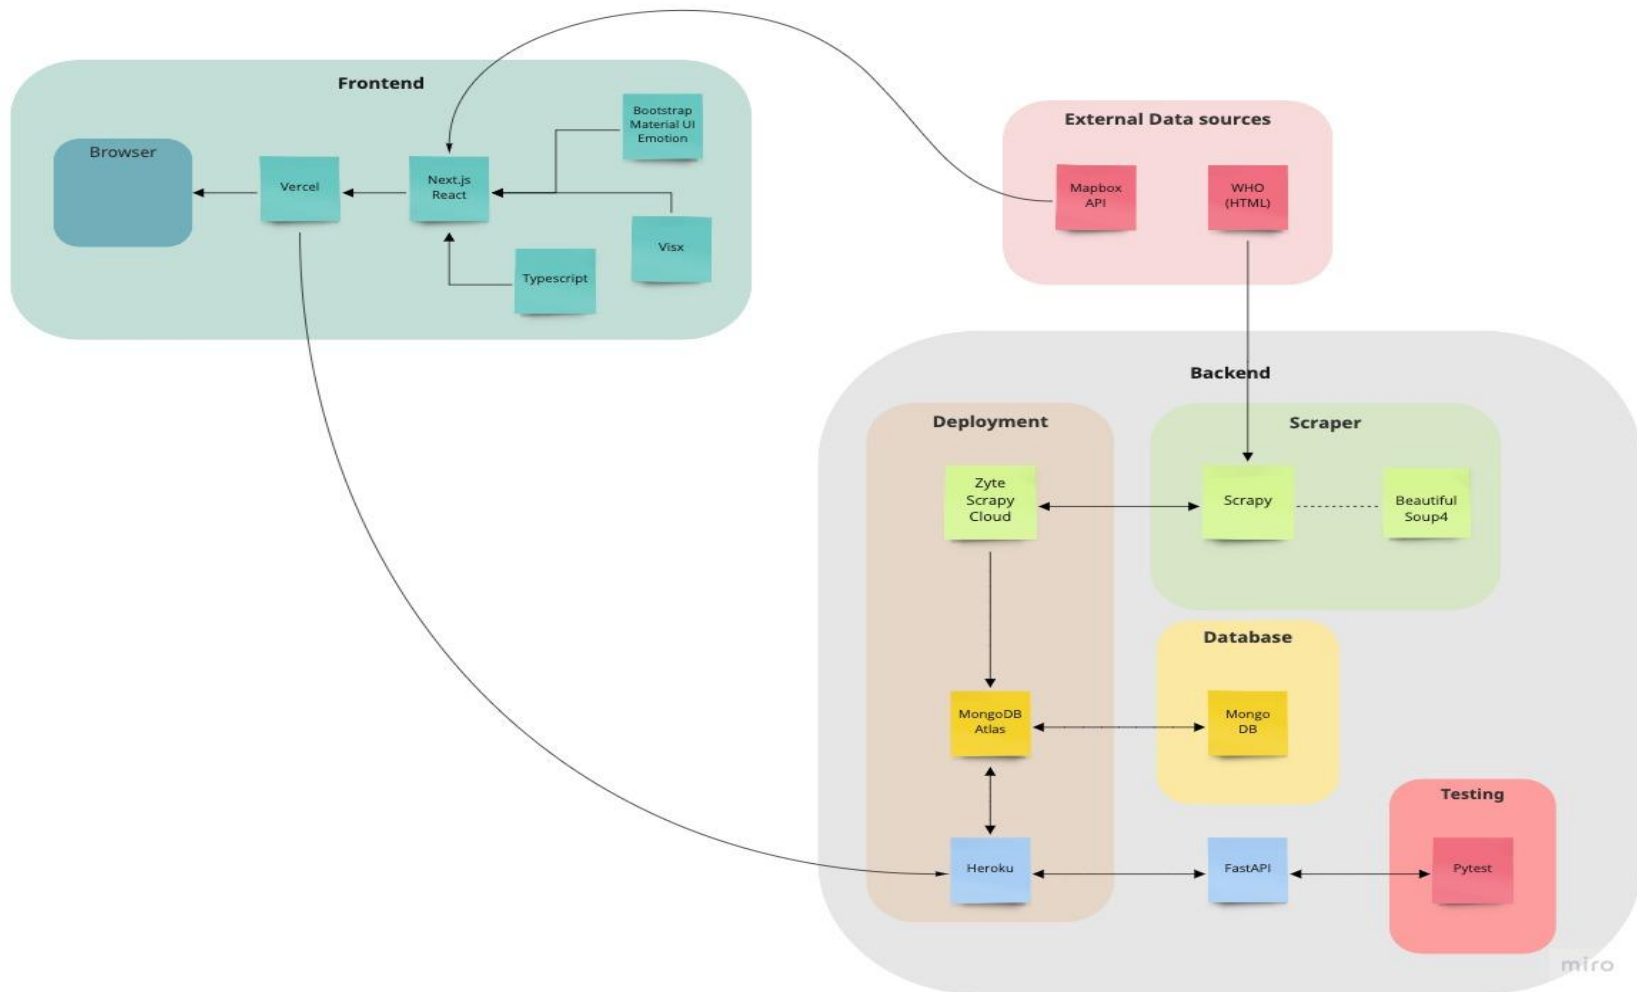 Frontend
Browser
Vercel
Next.js
React
Bootstrap
Material UI
Emotion
Visx
Typescript
External Data sources
Mapbox
API
WHO
(HTML)
Backend
Deployment
Zyte
Scrapy
Cloud
MongoDB
Atlas
Heroku
Scraper
Scrapy
Beautiful
Soup4
Database
Mongo
DB
FastAPI
Testing
Pytest
miro